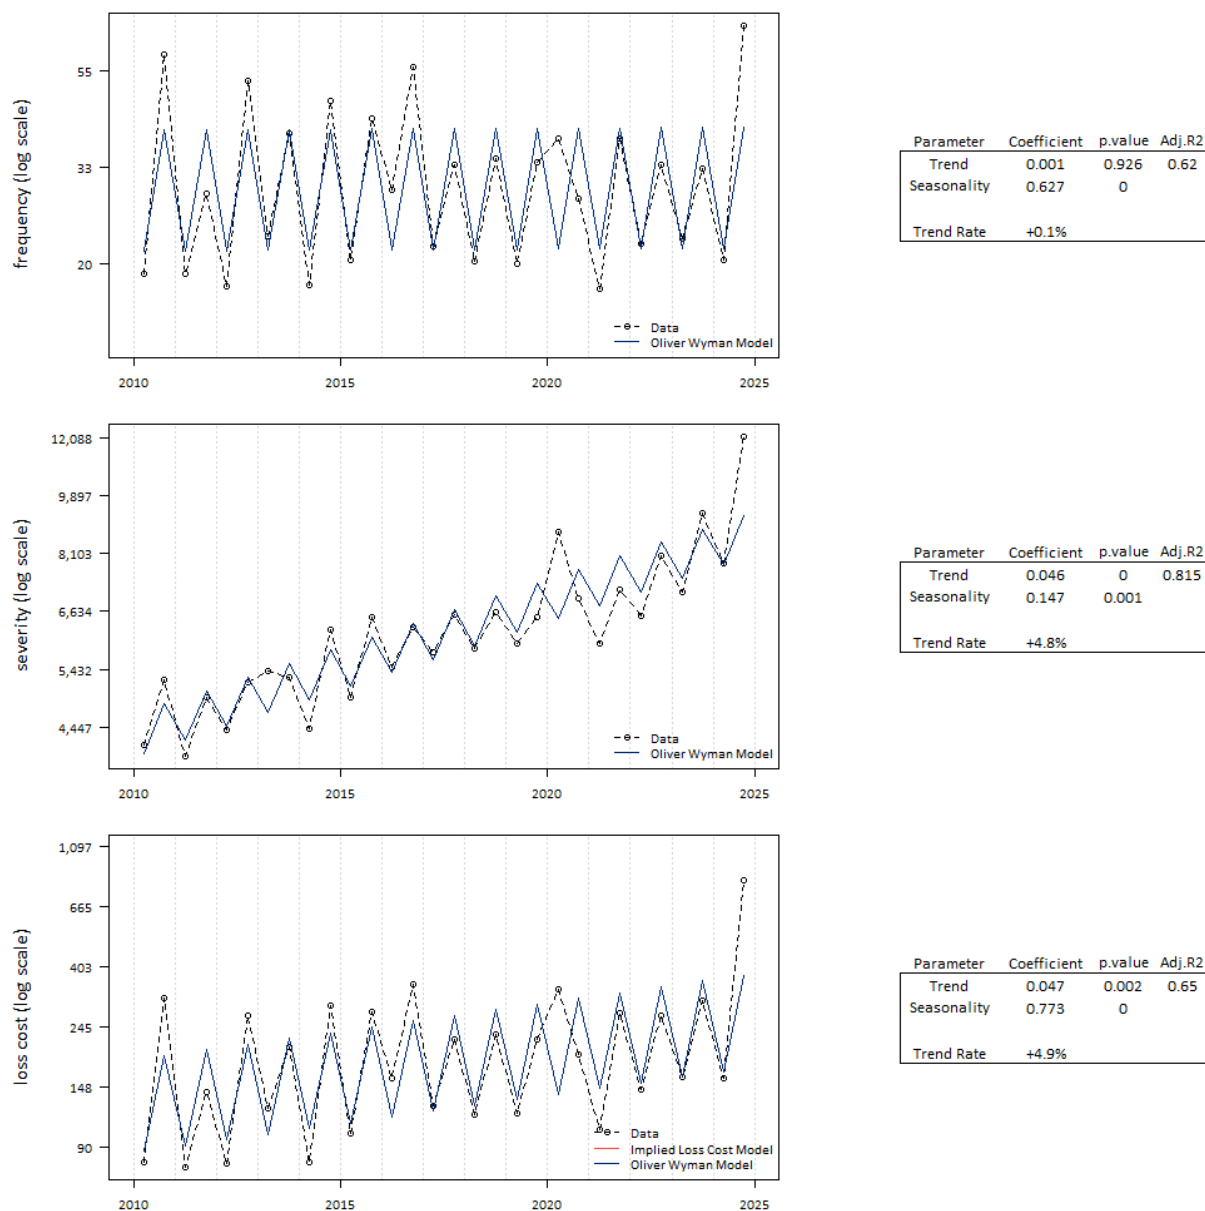 frequency (log scale)
55
33
20
Data
Oliver Wyman Model
2010 2015 2020 2025
Parameter Coefficient p.value Adj.R2
Trend 0.001 0.926 0.62
Seasonality 0.627 0
Trend Rate +0.1%
severity (log scale)
12,088
9,897
8,103
6,634
5,432
4,447
Data
Oliver Wyman Model
2010 2015 2020 2025
Parameter Coefficient p.value Adj.R2
Trend 0.046 0 0.815
Seasonality 0.147 0.001
Trend Rate +4.8%
loss cost (log scale)
1,097
665
403
245
148
90
Data
Implied Loss Cost Model
Oliver Wyman Model
2010 2015 2020 2025
Parameter Coefficient p.value Adj.R2
Trend 0.047 0.002 0.65
Seasonality 0.773 0
Trend Rate +4.9%